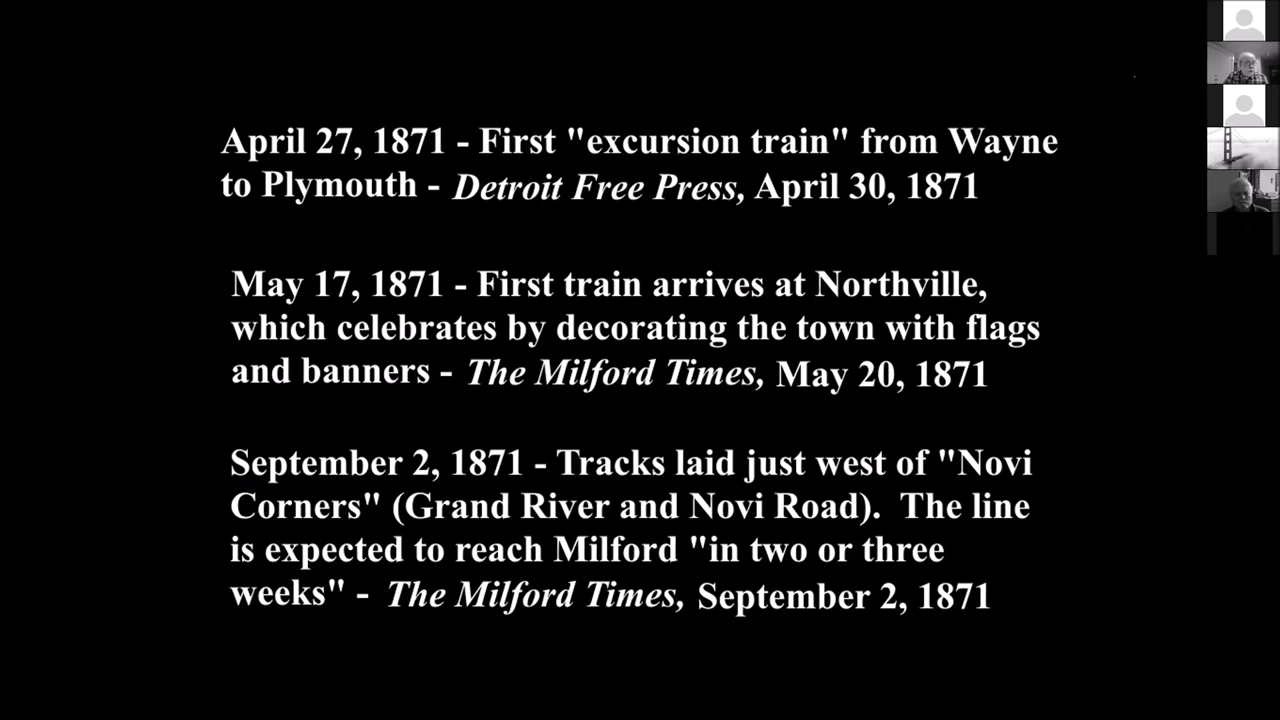 April 27, 1871 - First "excursion train" from Wayne
to Plymouth - Detroit Free Press, April 30, 1871
May 17, 1871 - First train arrives at Northville,
which celebrates by decorating the town with flags
and banners - The Milford Times, May 20, 1871
September 2, 1871 - Tracks laid just west of "Novi
Corners" (Grand River and Novi Road).  The line
is expected to reach Milford "in two or three
weeks" - The Milford Times, September 2, 1871